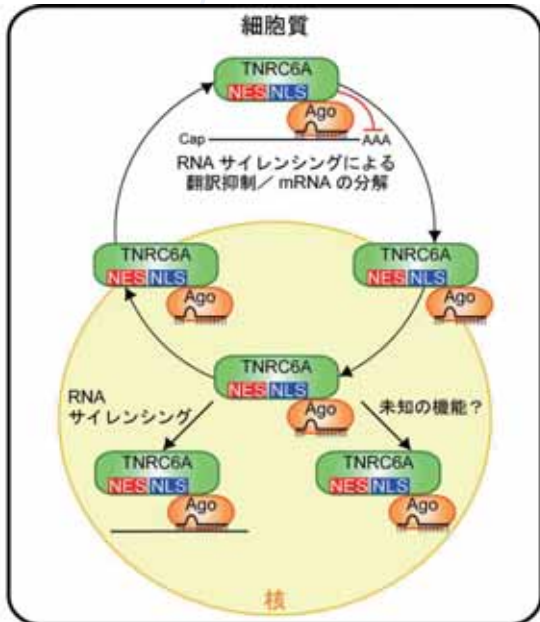 細胞質
TNRC6A
NES NLS
Ago
Cap
AAA
RNA サイレンシングによる
翻訳抑制／ mRNA の分解
TNRC6A
NES NLS
Ago
TNRC6A
NES NLS
Ago
TNRC6A
NES NLS
Ago
RNA
サイレンシング
未知の機能？
TNRC6A
NES NLS
Ago
TNRC6A
NES NLS
Ago
核